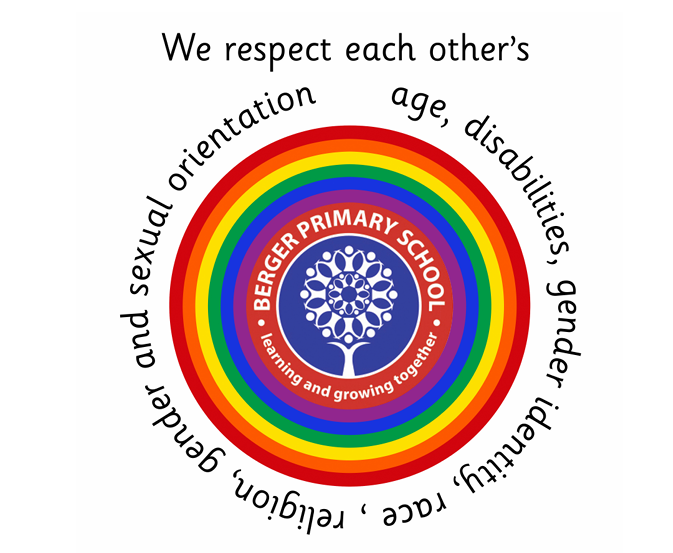 We respect each other's
age, disabilities, gender identity, race , religion, gender and sexual orientation
BERGER PRIMARY SCHOOL
• learning and growing together •